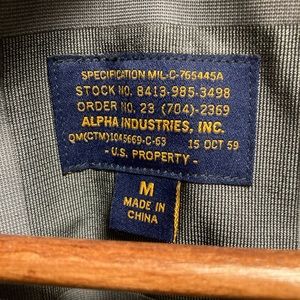 SPECIFICATION MIL-C-765445A
STOCK NO. 8413-985-3498
ORDER NO. 23 (704)-2369
ALPHA INDUSTRIES, INC.
QM(CTM)1045669-C-63 15 OCT 59
- U.S. PROPERTY -
M
MADE IN
CHINA